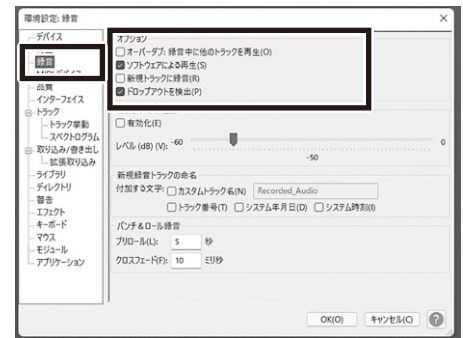 環境設定: 録音
デバイス
録音
品質
インターフェイス
トラック
トラック挙動
スペクトログラム
取り込み/書き出し
拡張取り込み
ライブラリ
ディレクトリ
警告
エフェクト
キーボード
マウス
モジュール
アプリケーション
オプション
オーバーダブ: 録音中に他のトラックを再生(O)
ソフトウェアによる再生(S)
新規トラックに録音(R)
ドロップアウトを検出(P)
有効化(E)
レベル (dB) (V): -60 0
-50
新規録音トラックの命名
付加する文字: カスタムトラック名(N) Recorded_Audio
トラック番号(T) システム年月日(D) システム時刻(I)
パンチ&ロール録音
プリロール(L): 5 秒
クロスフェード(F): 10 ミリ秒
OK(O) キャンセル(C) ?